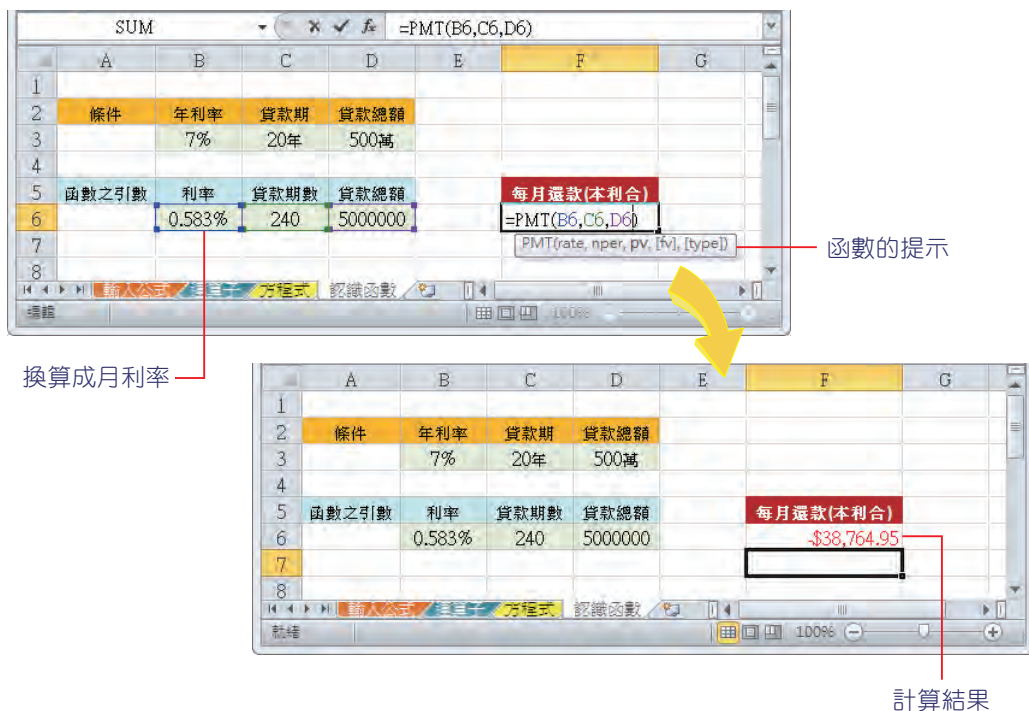 SUM =PMT(B6,C6,D6)
A B C D E F G
1
2 條件 年利率 貸款期 貸款總額
3 7% 20年 500萬
4
5 函數之引數 利率 貸款期數 貸款總額 每月還款(本利合)
6 0.583% 240 5000000 =PMT(B6,C6,D6)
7 PMT(rate, nper, pv, [fv], [type])
函數的提示
8
輸入公式 方程式 認識函數
編輯 100%
換算成月利率
A B C D E F G
1
2 條件 年利率 貸款期 貸款總額
3 7% 20年 500萬
4
5 函數之引數 利率 貸款期數 貸款總額 每月還款(本利合)
6 0.583% 240 5000000 -$38,764.95
7
8
輸入公式 方程式 認識函數
就緒 100%
計算結果